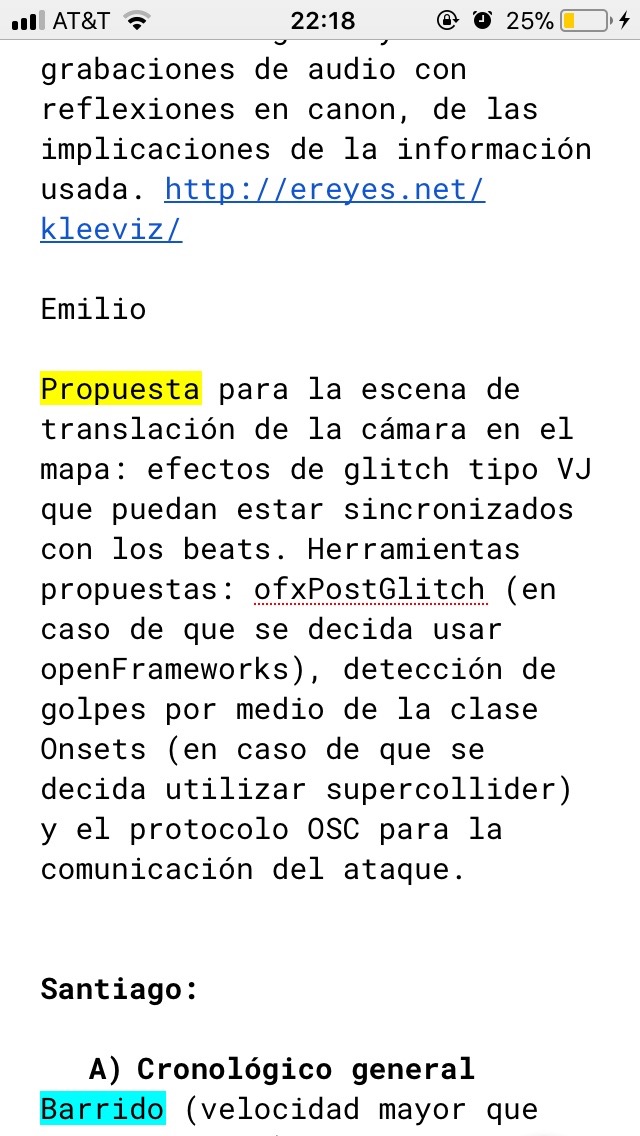 AT&T 22:18 25%
grabaciones de audio con
reflexiones en canon, de las
implicaciones de la información
usada. http://ereyes.net/
kleeviz/
Emilio
Propuesta para la escena de
translación de la cámara en el
mapa: efectos de glitch tipo VJ
que puedan estar sincronizados
con los beats. Herramientas
propuestas: ofxPostGlitch (en
caso de que se decida usar
openFrameworks), detección de
golpes por medio de la clase
Onsets (en caso de que se
decida utilizar supercollider)
y el protocolo OSC para la
comunicación del ataque.
Santiago:
A) Cronológico general
Barrido (velocidad mayor que